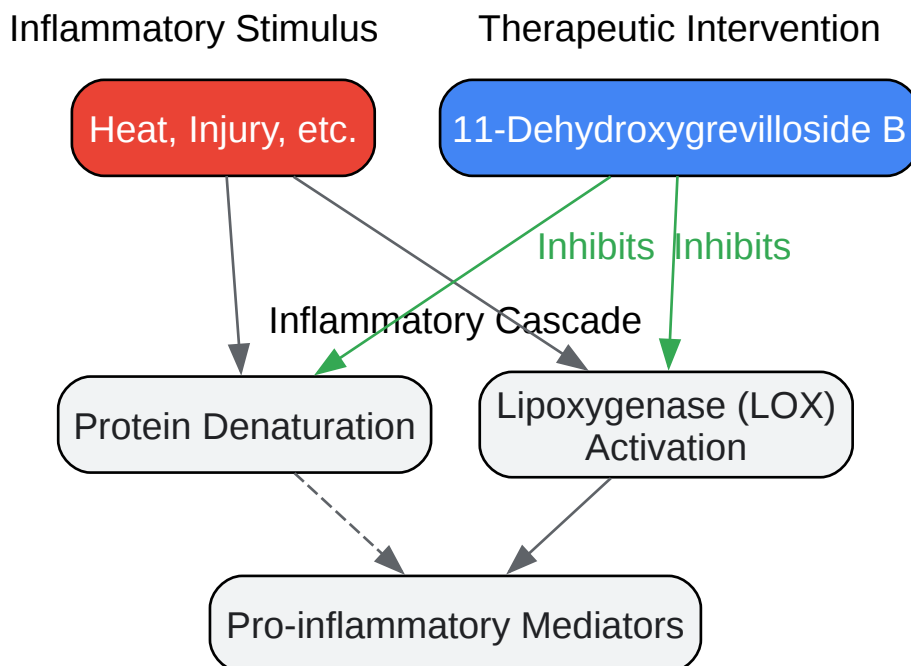 Inflammatory Stimulus
Therapeutic Intervention
Heat, Injury, etc.
11-Dehydroxygrevilloside B
Inhibits
Inhibits
Inflammatory Cascade
Protein Denaturation
Lipoxygenase (LOX)
Activation
Pro-inflammatory Mediators